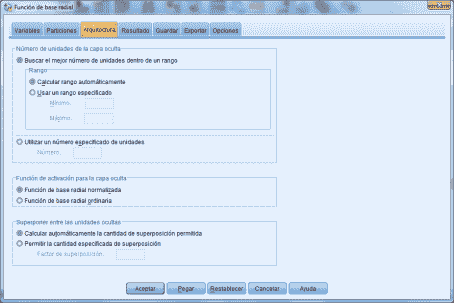 Función de base radial
Variables Particiones Arquitectura Resultado Guardar Exportar Opciones
Número de unidades de la capa oculta
Buscar el mejor número de unidades dentro de un rango
Rango
Calcular rango automáticamente
Usar un rango especificado
Mínimo:
Máximo:
Utilizar un número especificado de unidades
Número:
Función de activación para la capa oculta
Función de base radial normalizada
Función de base radial ordinaria
Superponer entre las unidades ocultas
Calcular automáticamente la cantidad de superposición permitida
Permitir la cantidad especificada de superposición
Factor de superposición:
Aceptar Pegar Restablecer Cancelar Ayuda